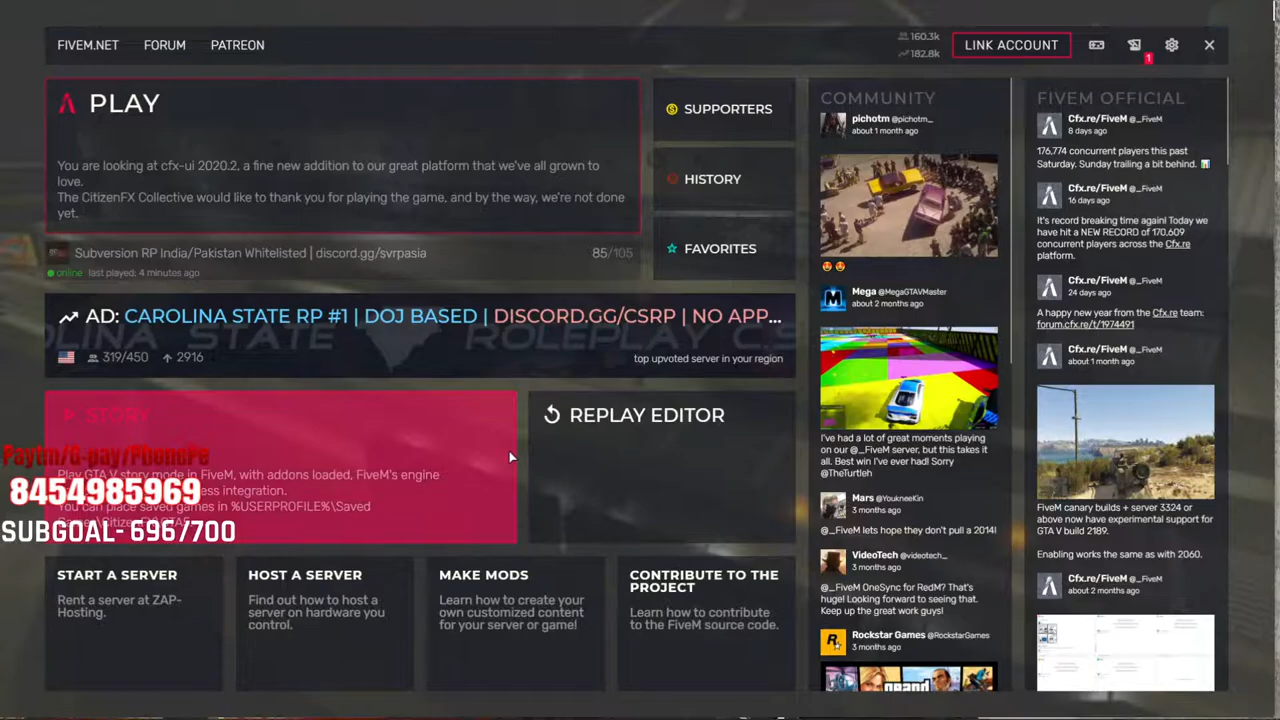 FIVEM.NET FORUM PATREON
160.3k
182.8k
LINK ACCOUNT
1
PLAY
You are looking at cfx-ui 2020.2, a fine new addition to our great platform that we've all grown to
love.
The CitizenFX Collective would like to thank you for playing the game, and by the way, we're not done
yet.
Subversion RP India/Pakistan Whitelisted | discord.gg/svrpasia 85/105
online last played: 4 minutes ago
SUPPORTERS
HISTORY
FAVORITES
AD: CAROLINA STATE RP #1 | DOJ BASED | DISCORD.GG/CSRP | NO APP...
319/450 2916
top upvoted server in your region
STORY
Play GTA V story mode in FiveM, with addons loaded, FiveM's engine
ess integration.
You can place saved games in %USERPROFILE%\Saved
Paytm/G-pay/PhonePe
8454985969
SUBGOAL- 696/700
REPLAY EDITOR
START A SERVER
Rent a server at ZAP-
Hosting.
HOST A SERVER
Find out how to host a
server on hardware you
control.
MAKE MODS
Learn how to create your
own customized content
for your server or game!
CONTRIBUTE TO THE
PROJECT
Learn how to contribute
to the FiveM source code.
COMMUNITY
pichotm @pichotm_
about 1 month ago
😍 😍
Mega @MegaGTAVMaster
about 2 months ago
I've had a lot of great moments playing
on our @_FiveM server, but this takes it
all. Best win I've ever had! Sorry
@TheTurtleh
Mars @YoukneeKin
3 months ago
@_FiveM lets hope they don't pull a 2014!
VideoTech @videotech_
3 months ago
@_FiveM OneSync for RedM? That's
huge! Looking forward to seeing that.
Keep up the great work guys!
Rockstar Games @RockstarGames
3 months ago
FIVEM OFFICIAL
Cfx.re/FiveM @_FiveM
8 days ago
176,774 concurrent players this past
Saturday. Sunday trailing a bit behind. 📊
Cfx.re/FiveM @_FiveM
16 days ago
It's record breaking time again! Today we
have hit a NEW RECORD of 170,609
concurrent players across the Cfx.re
platform.
Cfx.re/FiveM @_FiveM
24 days ago
A happy new year from the Cfx.re team:
forum.cfx.re/t/1974491
Cfx.re/FiveM @_FiveM
about 1 month ago
FiveM canary builds + server 3324 or
above now have experimental support for
GTA V build 2189.
Enabling works the same as with 2060.
Cfx.re/FiveM @_FiveM
about 2 months ago